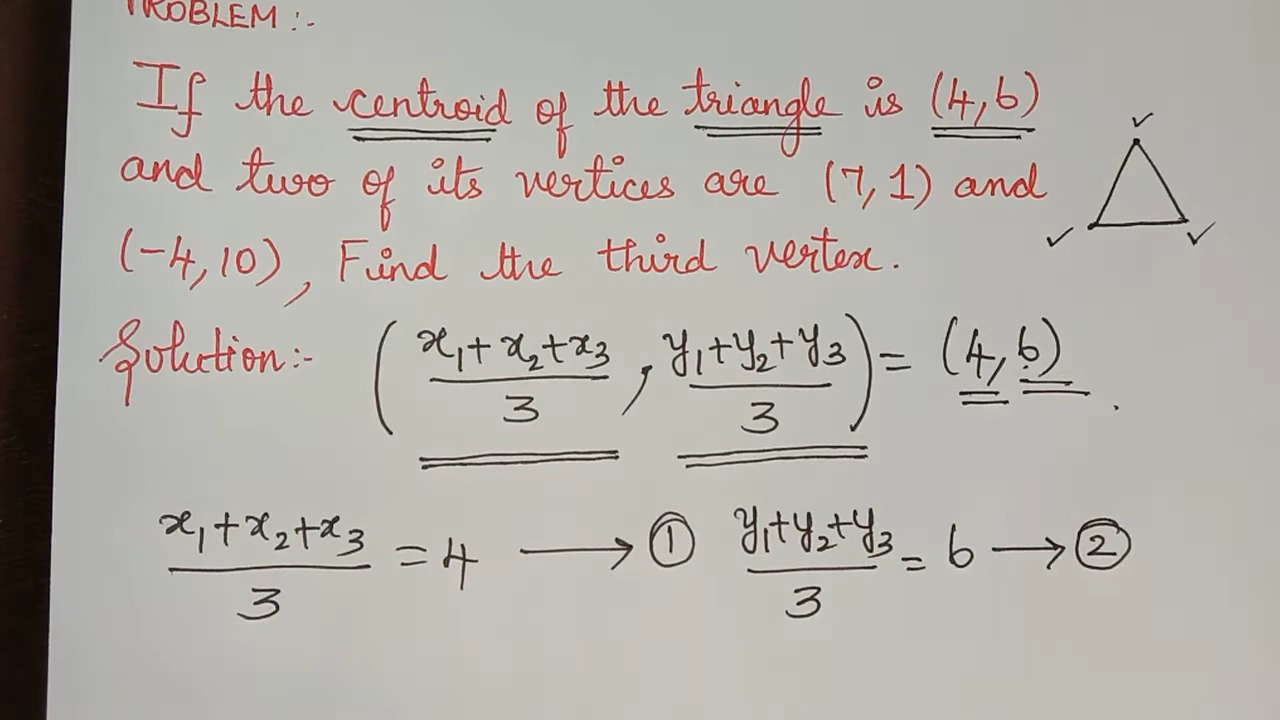 PROBLEM :-
If the centroid of the triangle is (4,6)
and two of its vertices are (7,1) and
(-4,10), Find the third vertex.
Solution:- (x₁+x₂+x₃/3, y₁+y₂+y₃/3) = (4,6)
x₁+x₂+x₃/3 = 4 → ① y₁+y₂+y₃/3 = 6 → ②